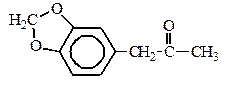 O O
H₂C
O
CH₂-C-CH₃